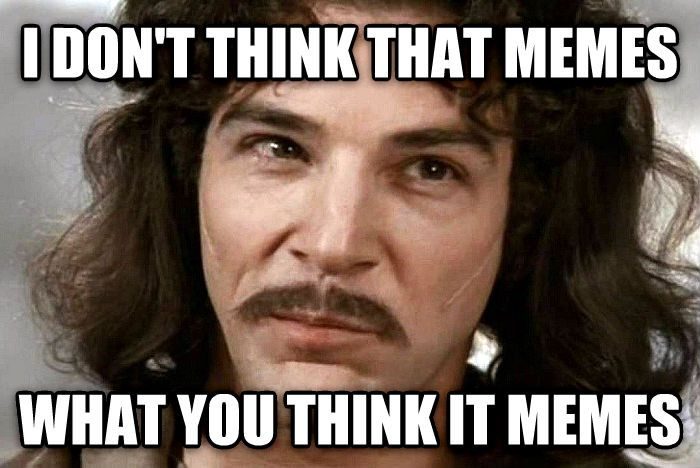 I DON'T THINK THAT MEMES
WHAT YOU THINK IT MEMES